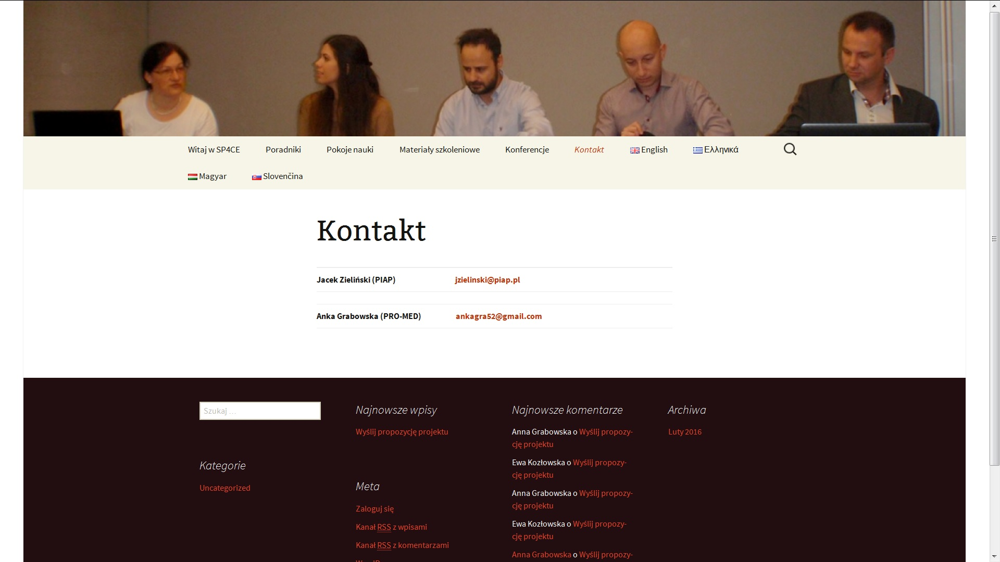 Witaj w SP4CE Poradniki Pokoje nauki Materiały szkoleniowe Konferencje Kontakt English Ελληνικά
Magyar Slovenčina
Kontakt
Jacek Zieliński (PIAP) jzielinski@piap.pl
Anka Grabowska (PRO-MED) ankagra52@gmail.com
Szukaj …
Kategorie
Uncategorized
Najnowsze wpisy
Wyślij propozycję projektu
Meta
Zaloguj się
Kanał RSS z wpisami
Kanał RSS z komentarzami
Najnowsze komentarze
Anna Grabowska o Wyślij propozy-
cję projektu
Ewa Kozłowska o Wyślij propozy-
cję projektu
Anna Grabowska o Wyślij propozy-
cję projektu
Ewa Kozłowska o Wyślij propozy-
cję projektu
Anna Grabowska o Wyślij propozy-
Archiwa
Luty 2016